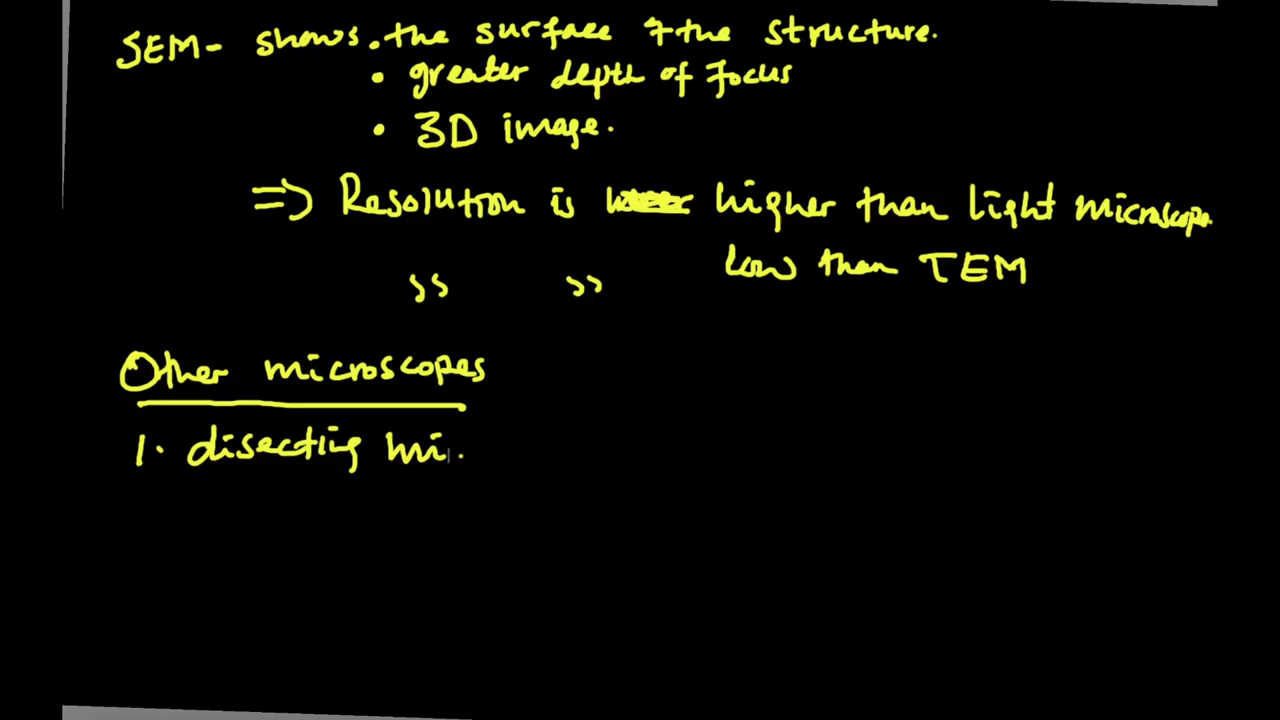 SEM- shows • the surface of the structure.
• greater depth of focus
• 3D image.
=> Resolution is higher than light microscope.
" " low than TEM
Other microscopes
1. disecting mi.